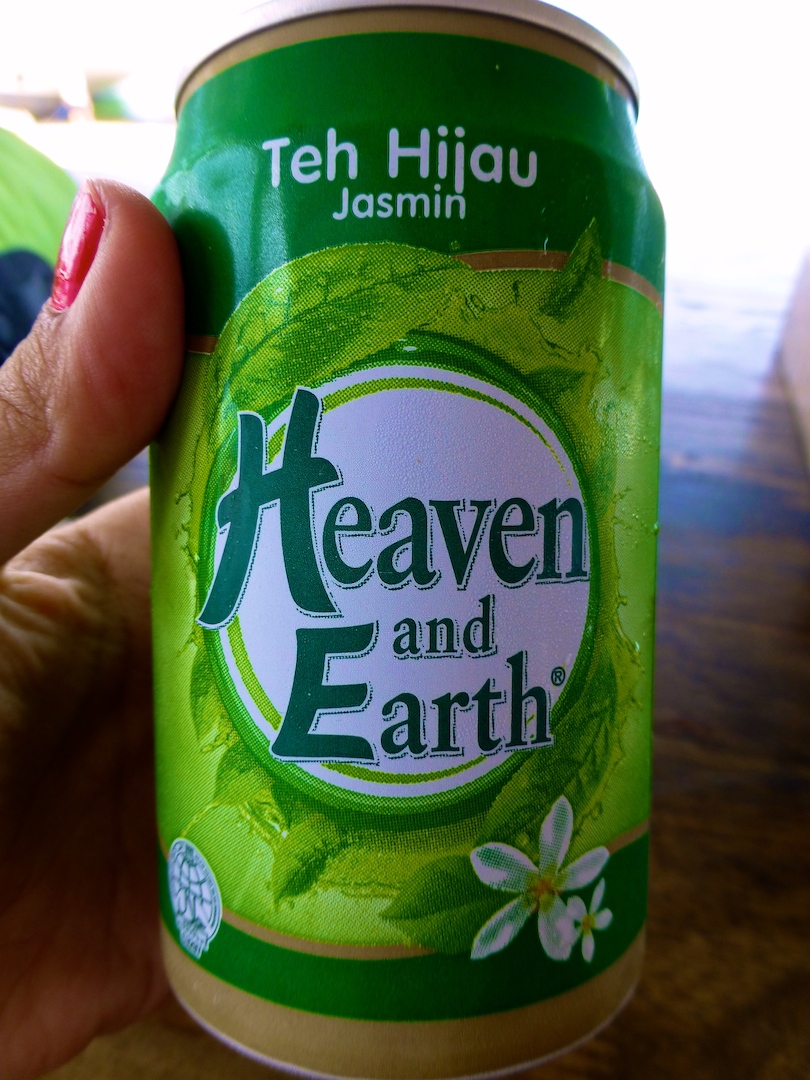 Teh Hijau
Jasmin
Heaven
and
Earth®